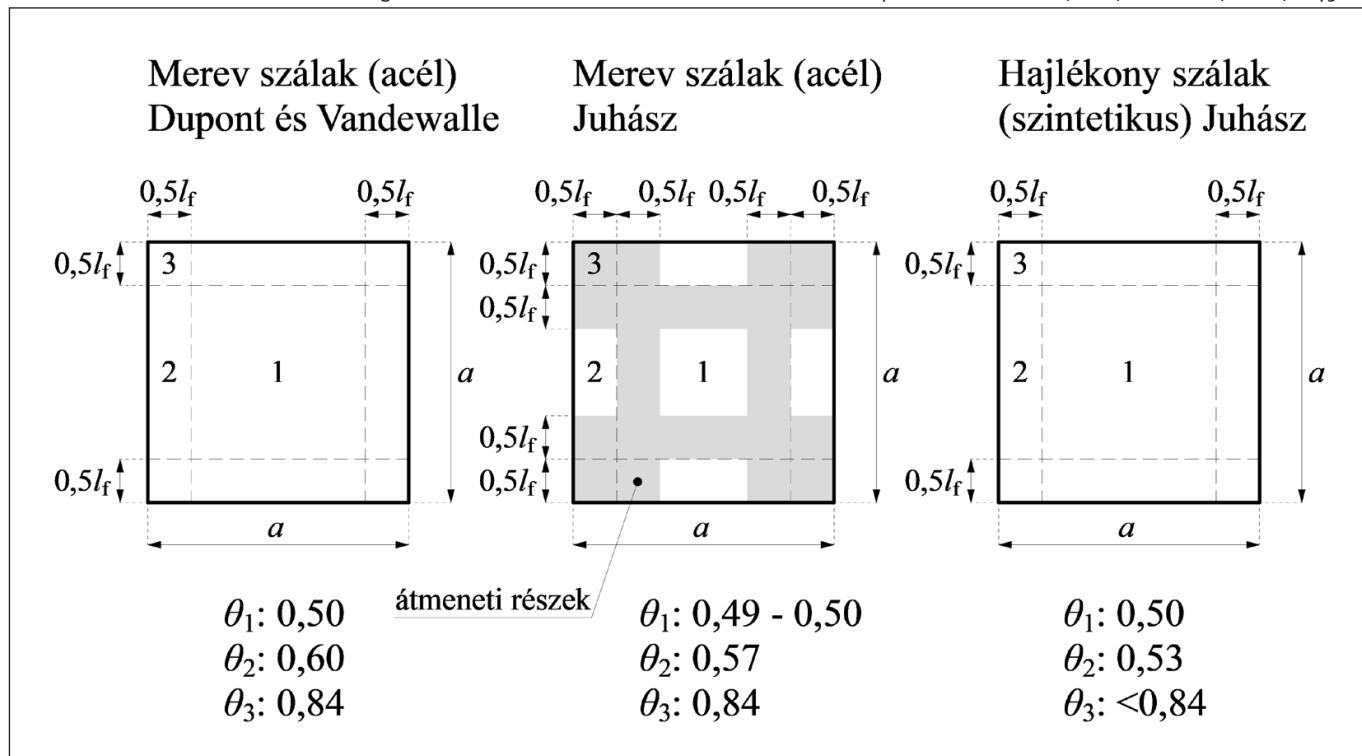 Merev szálak (acél)
Dupont és Vandewalle
0,5lf 0,5lf
0,5lf
3
2 1
a
0,5lf
a
θ1: 0,50
θ2: 0,60
θ3: 0,84
Merev szálak (acél)
Juhász
0,5lf 0,5lf 0,5lf 0,5lf
0,5lf
3
0,5lf
2 1
a
0,5lf
0,5lf
a
átmeneti részek
θ1: 0,49 - 0,50
θ2: 0,57
θ3: 0,84
Hajlékony szálak
(szintetikus) Juhász
0,5lf 0,5lf
0,5lf
3
2 1
a
0,5lf
a
θ1: 0,50
θ2: 0,53
θ3: <0,84